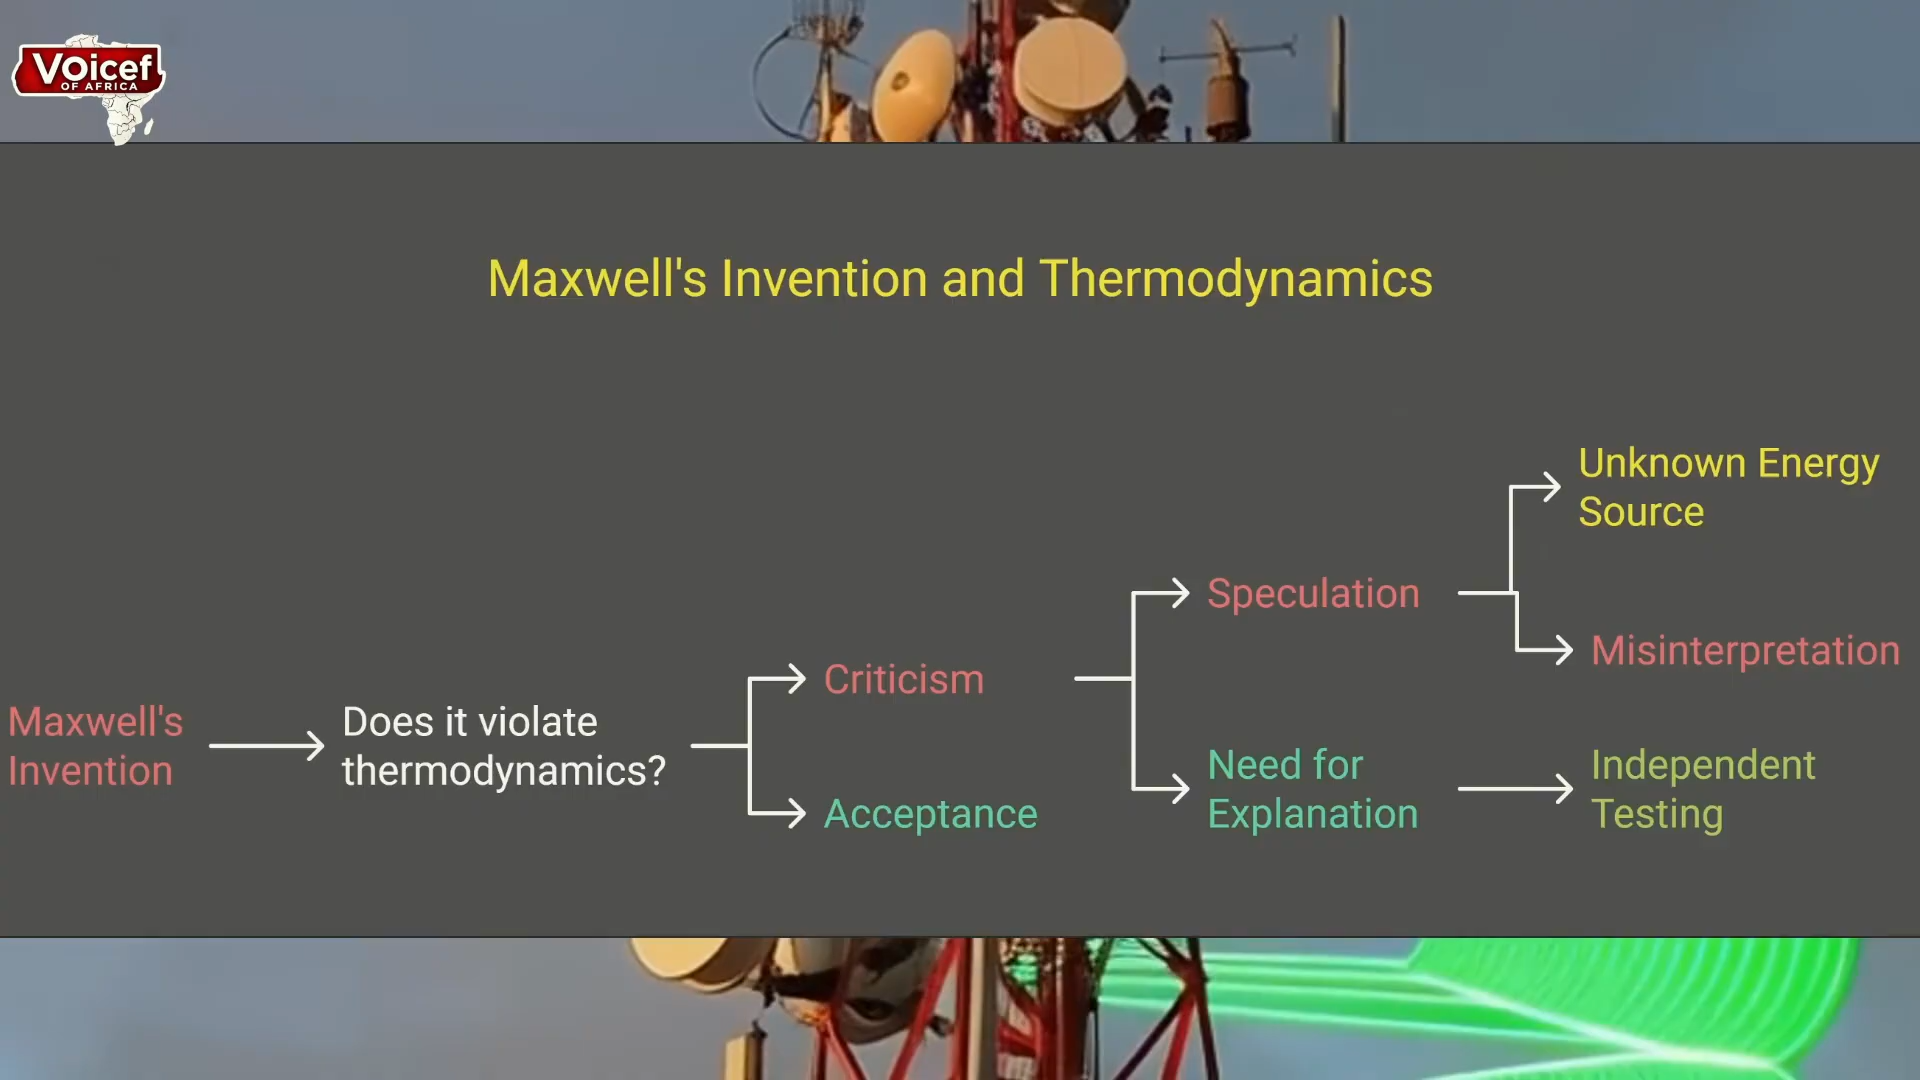 Voicef
OF AFRICA
Maxwell's Invention and Thermodynamics
Maxwell's
Invention
Does it violate
thermodynamics?
Criticism
Acceptance
Speculation
Need for
Explanation
Unknown Energy
Source
Misinterpretation
Independent
Testing